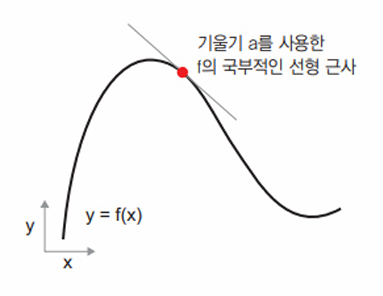 기울기 a를 사용한
f의 국부적인 선형 근사
y = f(x)
y
x